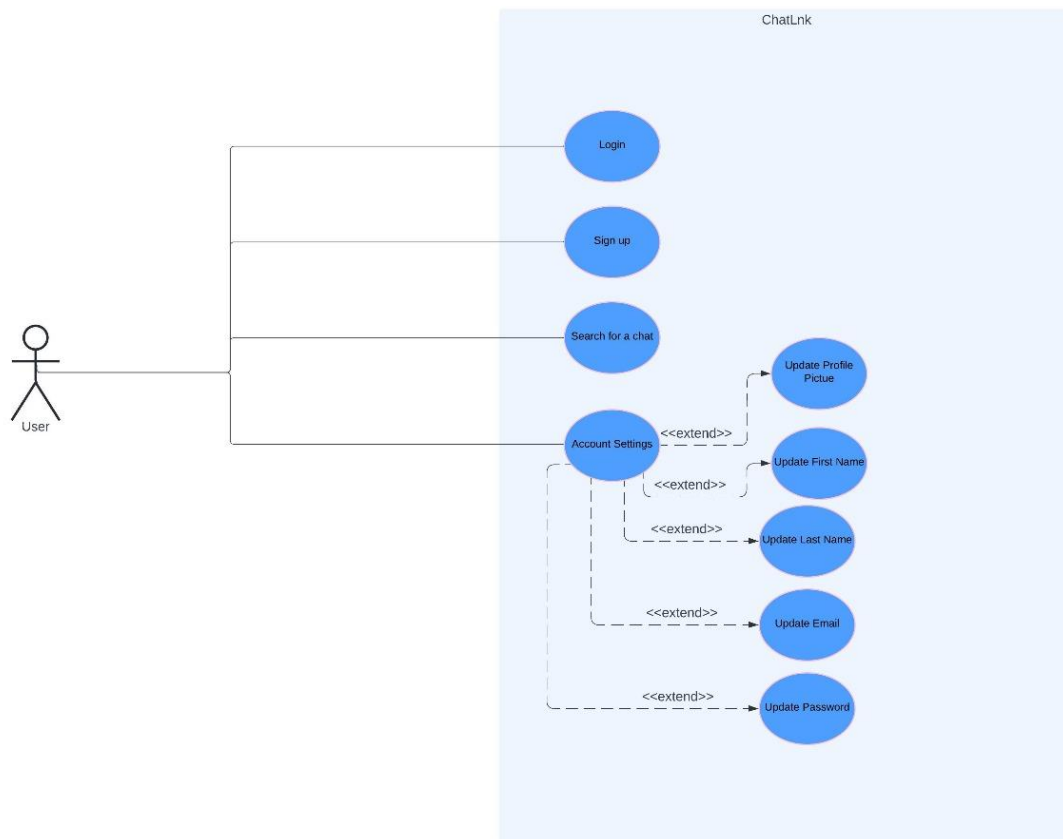 ChatLnk
Login
Sign up
Search for a chat
Update Profile
Pictue
User
Account Settings
<<extend>>
Update First Name
<<extend>>
<<extend>>
Update Last Name
<<extend>>
Update Email
<<extend>>
Update Password